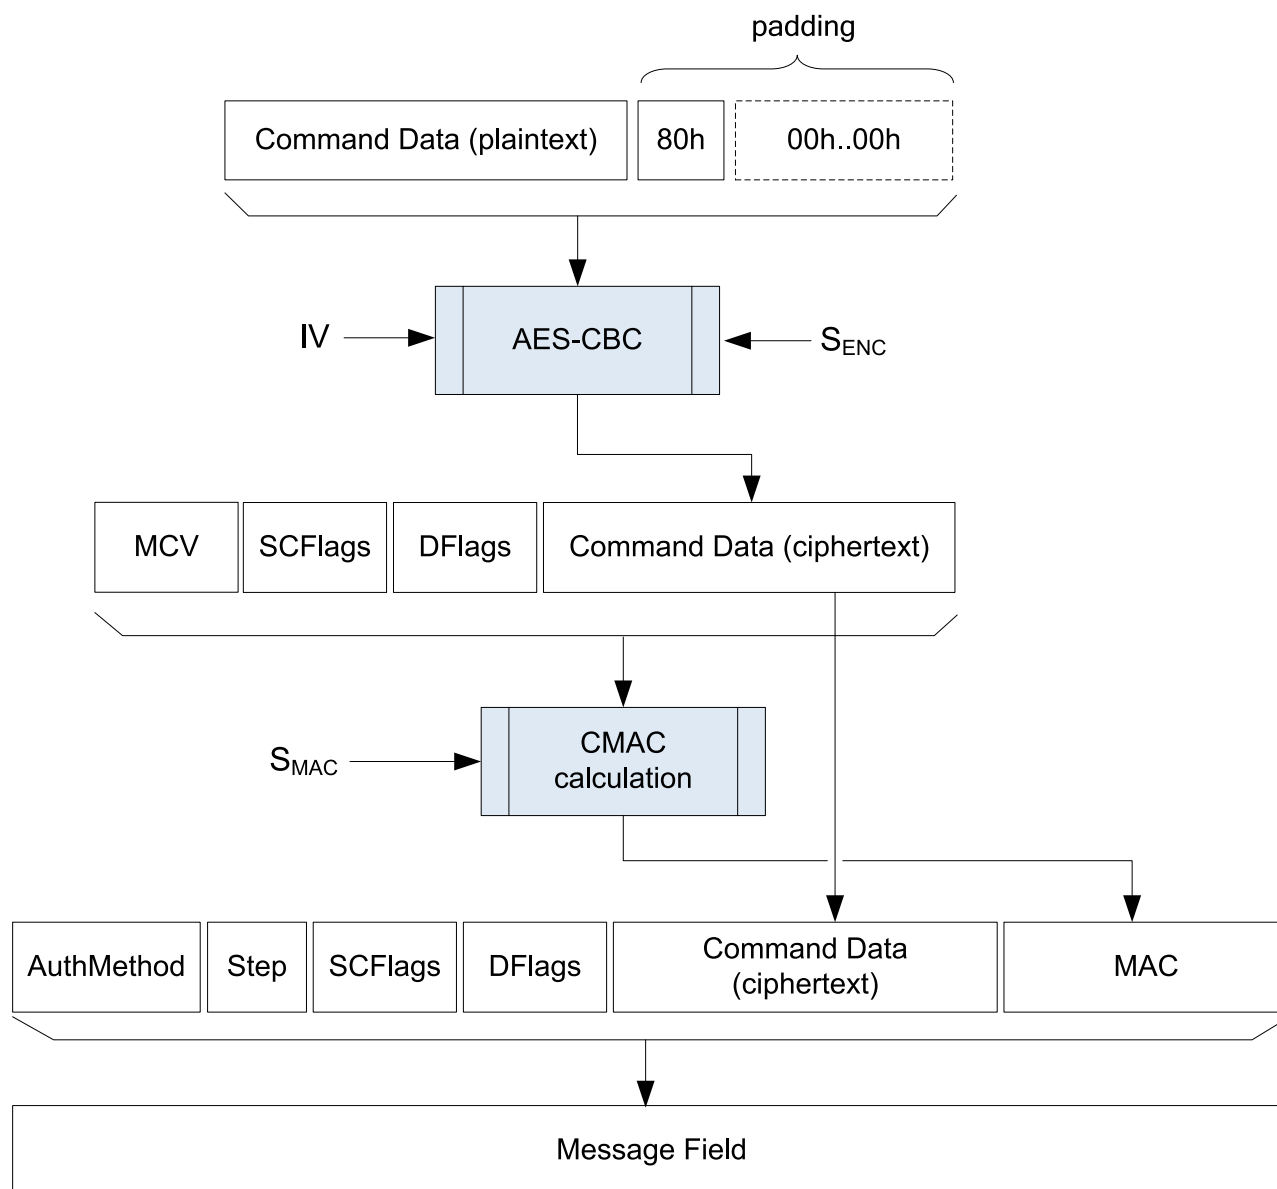 padding
Command Data (plaintext)
80h
00h..00h
IV
AES-CBC
SENC
MCV
SCFlags
DFlags
Command Data (ciphertext)
SMAC
CMAC
calculation
AuthMethod
Step
SCFlags
DFlags
Command Data
(ciphertext)
MAC
Message Field